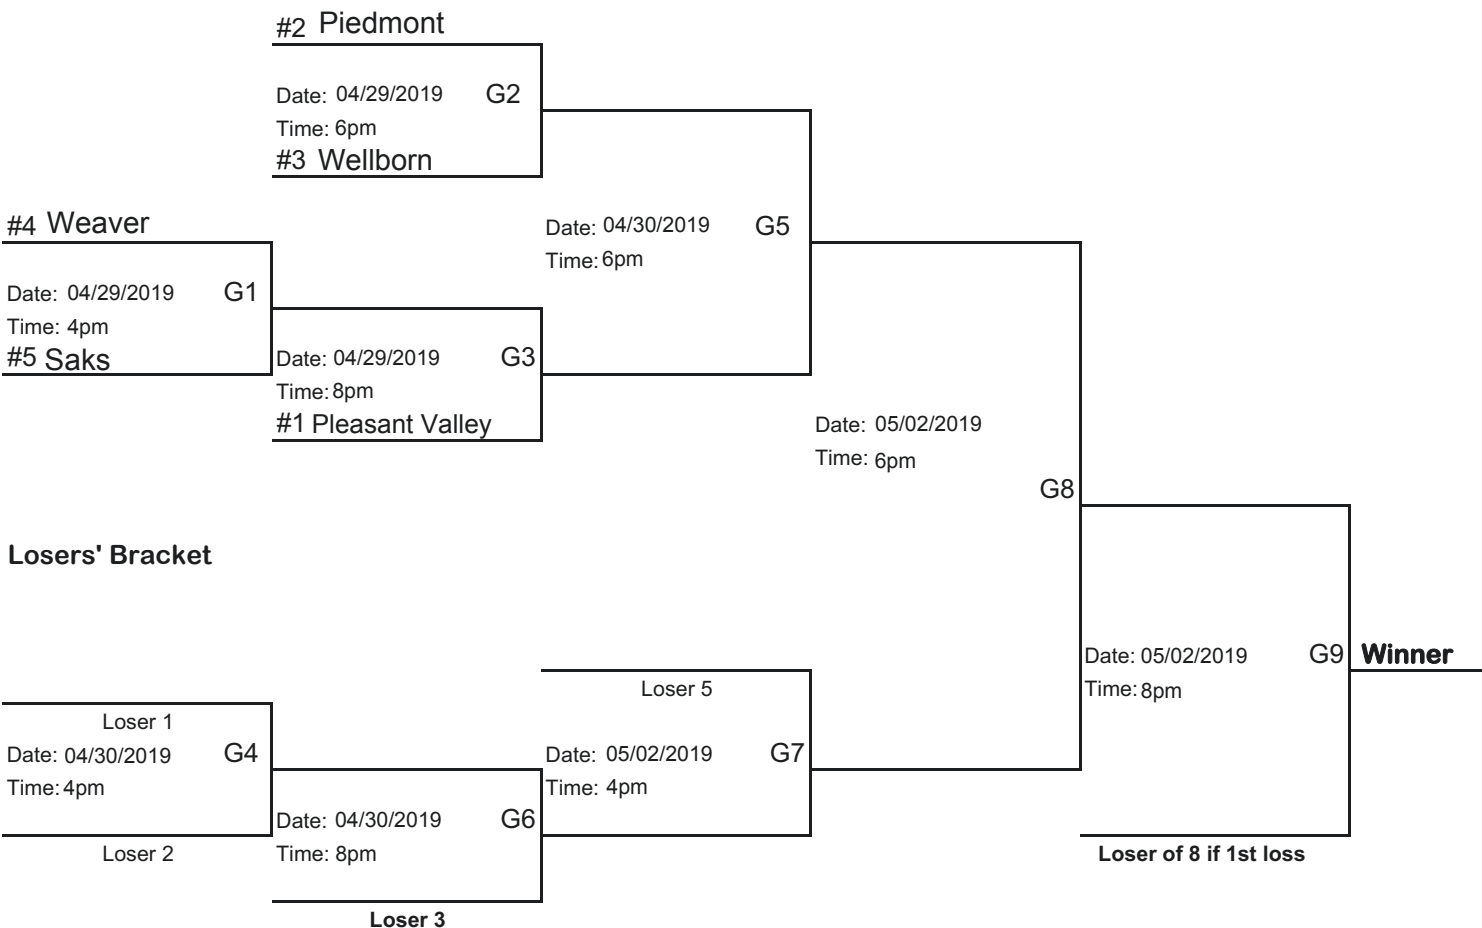 #2 Piedmont
Date: 04/29/2019 G2
Time: 6pm
#3 Wellborn
#4 Weaver
Date: 04/29/2019 G1
Time: 4pm
#5 Saks
Date: 04/29/2019 G3
Time: 8pm
#1 Pleasant Valley
Date: 04/30/2019 G5
Time: 6pm
Date: 05/02/2019
Time: 6pm
G8
Losers' Bracket
Loser 1
Date: 04/30/2019 G4
Time: 4pm
Loser 2
Date: 04/30/2019 G6
Time: 8pm
Loser 3
Loser 5
Date: 05/02/2019 G7
Time: 4pm
Date: 05/02/2019 G9
Time: 8pm
Winner
Loser of 8 if 1st loss